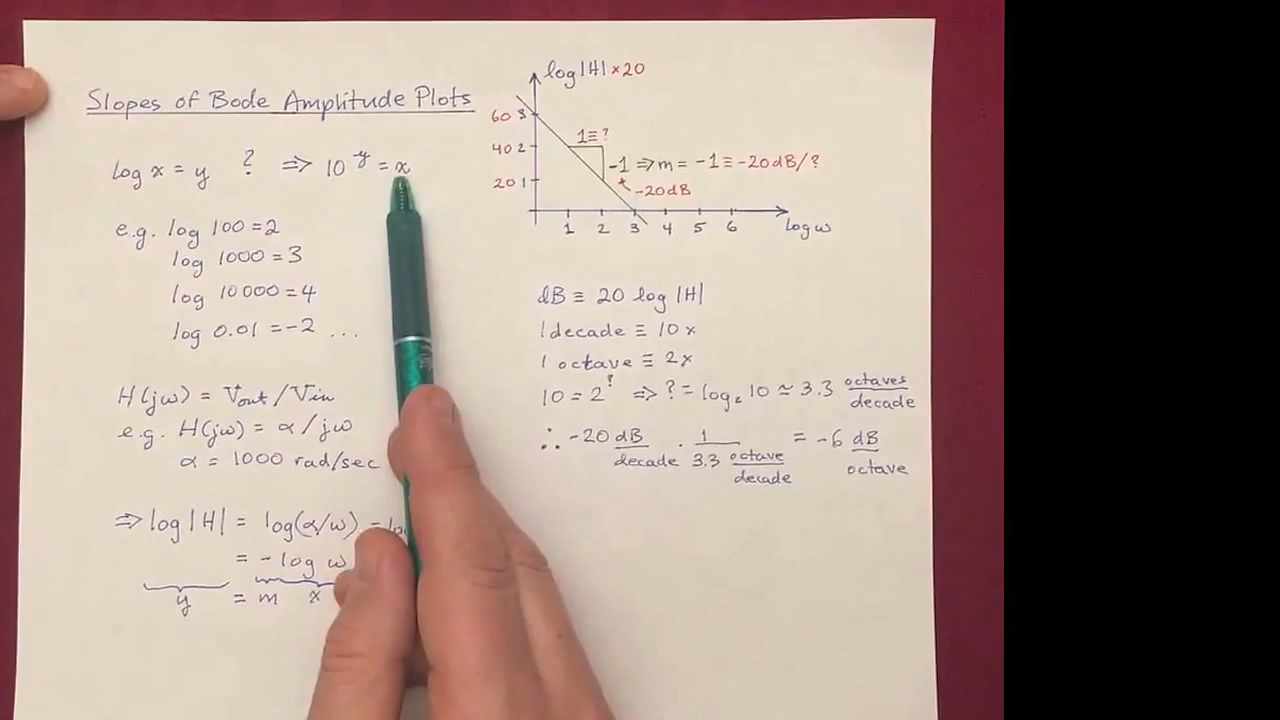 Slopes of Bode Amplitude Plots
log x = y ? ⇒ 10^y = x
e.g. log 100 = 2
log 1000 = 3
log 10000 = 4
log 0.01 = -2 ...
H(jω) = Vout/Vin
e.g. H(jω) = α/jω
α = 1000 rad/sec
⇒ log|H| = log(α/ω) =
= - log ω
y = m x
log|H| ×20
60 3
1≡?
40 2
-1 ⇒ m = -1 ≡ -20dB/?
20 1
-20dB
1 2 3 4 5 6
log ω
dB ≡ 20 log|H|
1 decade ≡ 10x
1 octave ≡ 2x
10 = 2^? ⇒ ? = log₂ 10 ≃ 3.3 octaves/decade
∴ -20 dB/decade · 1/3.3 octave/decade = -6 dB/octave